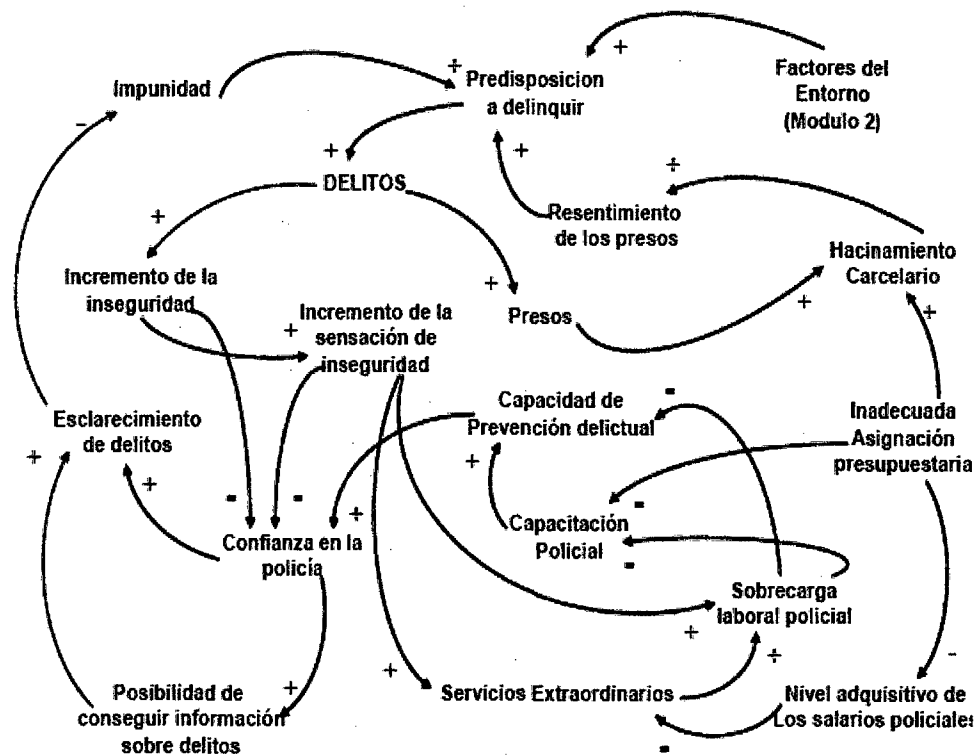 Impunidad
Predisposicion
a delinquir
Factores del
Entorno
(Modulo 2)
+
÷
-
+
DELITOS
+
÷
+
Resentimiento
de los presos
Hacinamiento
Carcelario
Incremento de la
inseguridad
+
Presos
+
+
+
Incremento de la
sensación de
inseguridad
Esclarecimiento
de delitos
Capacidad de
Prevención delictual
-
Inadecuada
Asignación
presupuestaria
+
+
+
-
-
+
-
Confianza en la
policía
Capacitación
Policial
-
Sobrecarga
laboral policial
+
÷
-
+
+
Posibilidad de
conseguir información
sobre delitos
Servicios Extraordinarios
Nivel adquisitivo de
Los salarios policiales
-